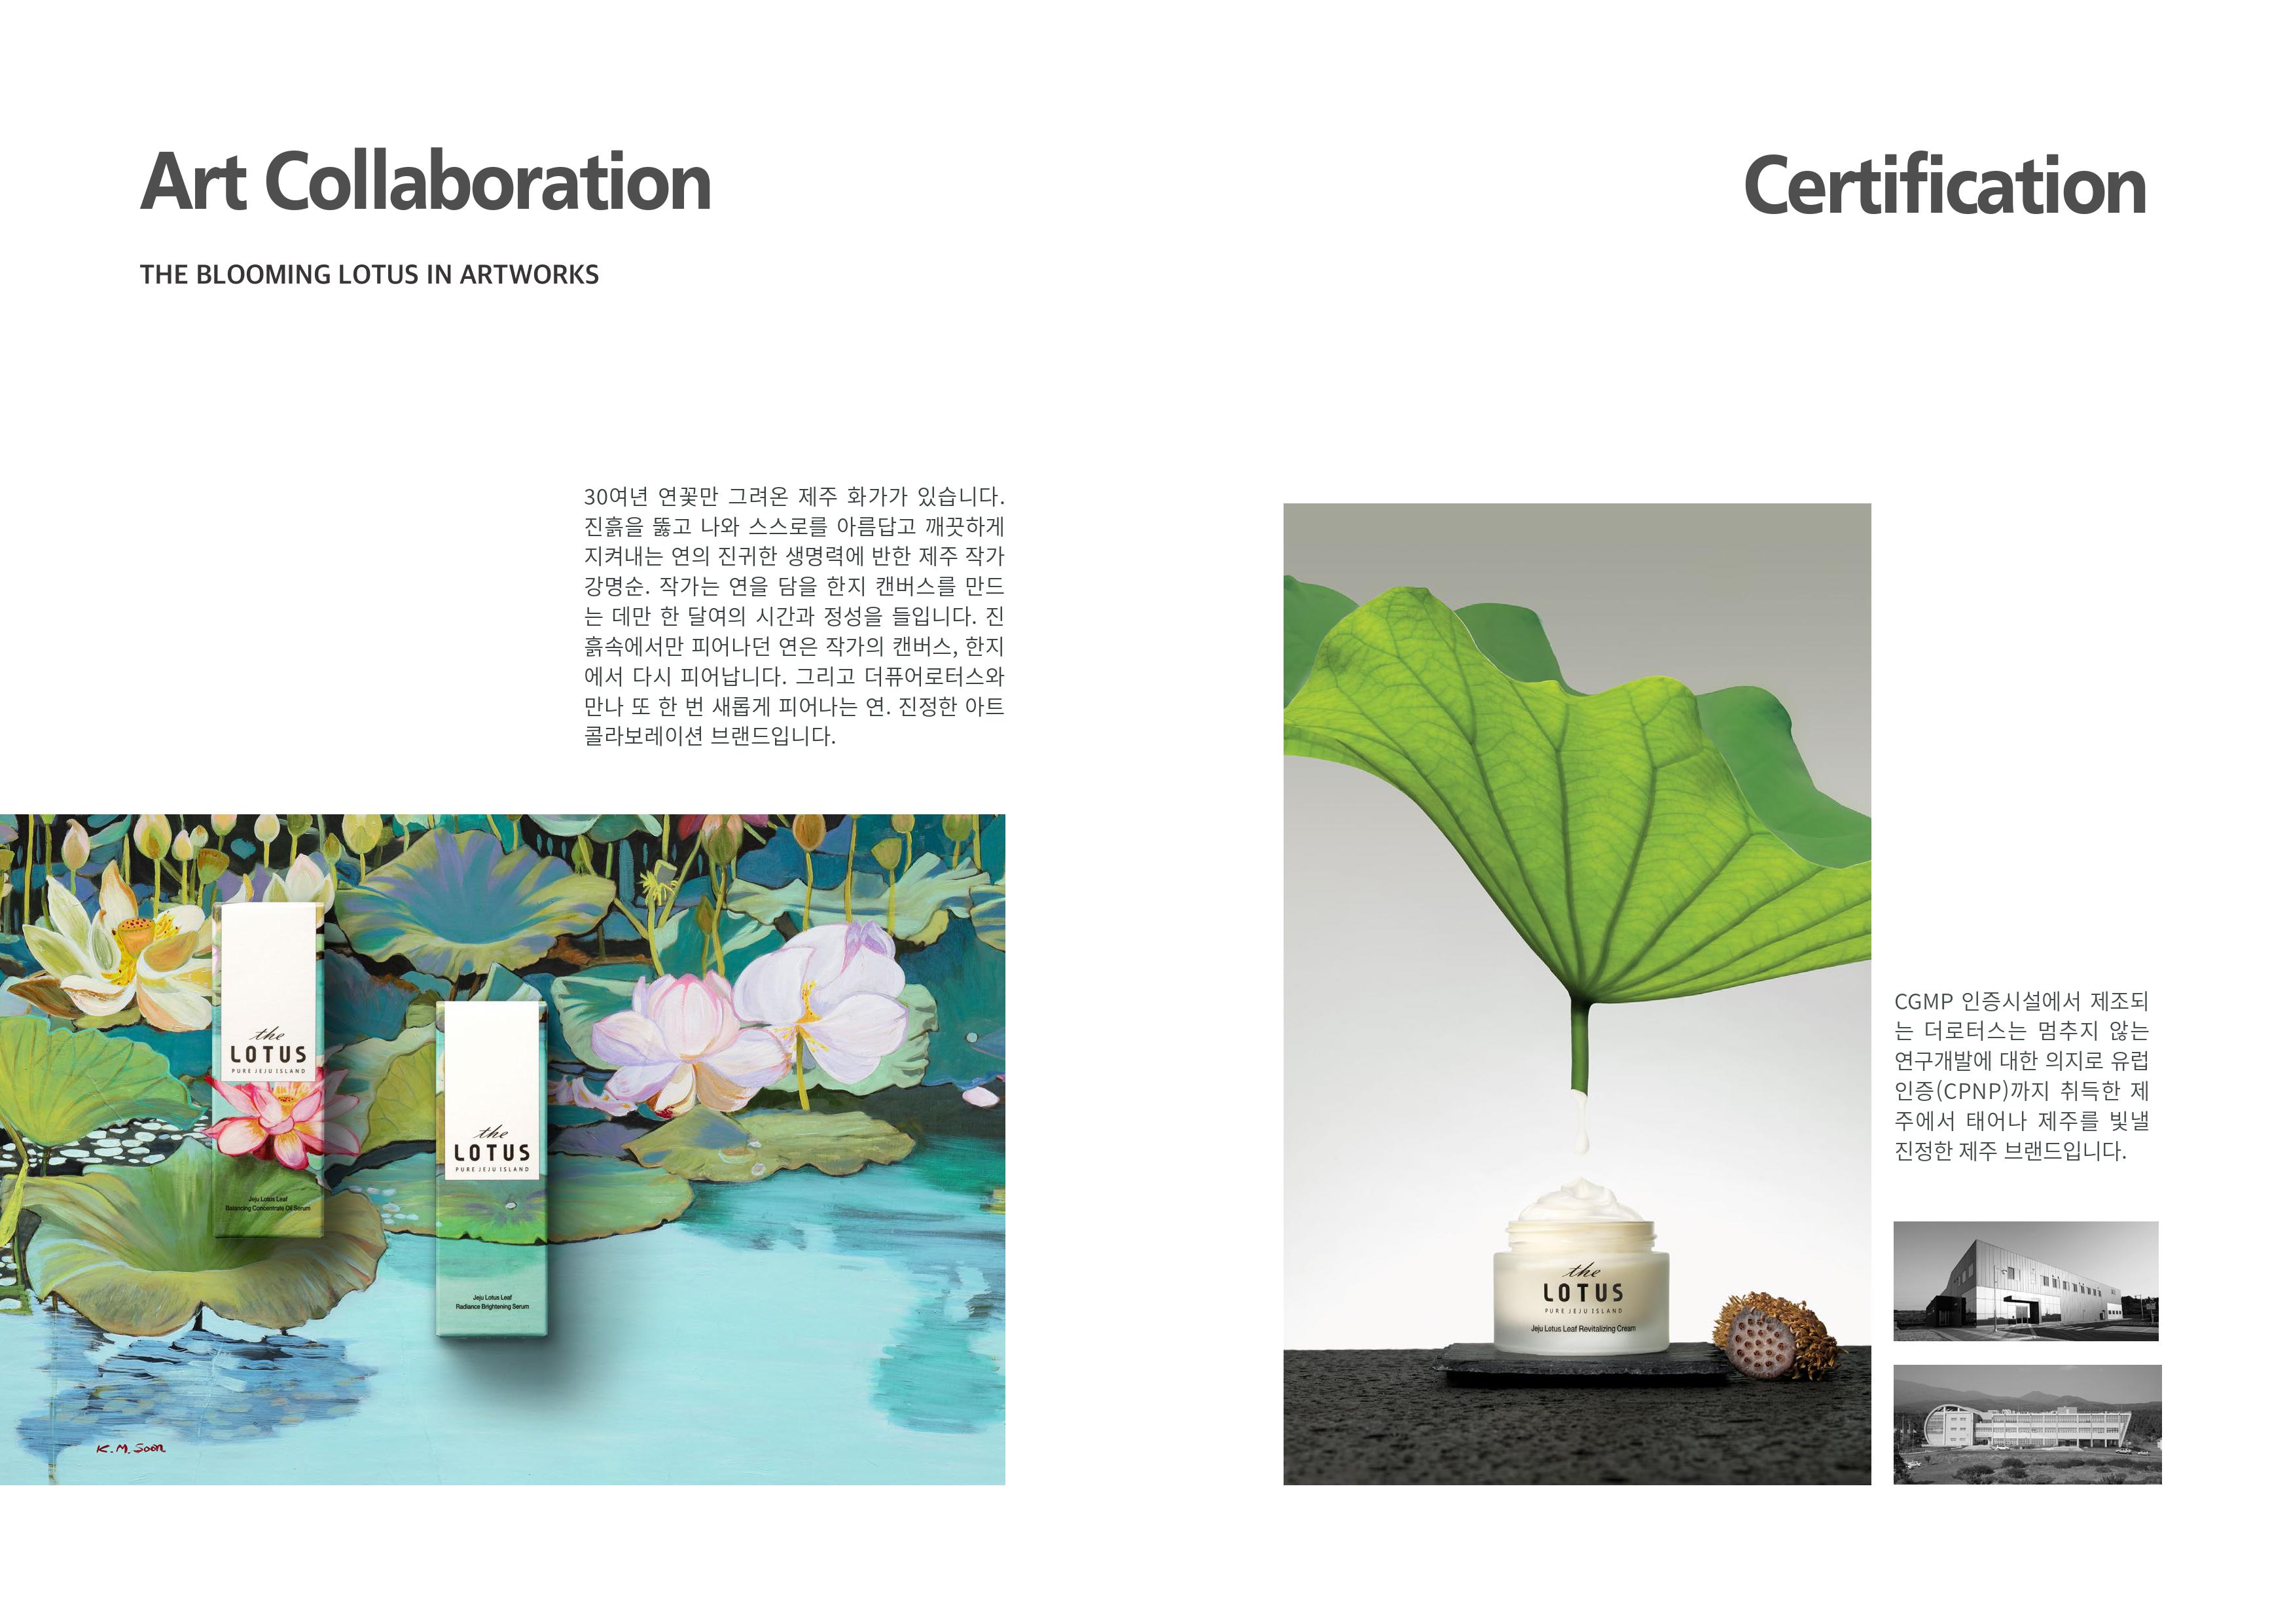 Art Collaboration
THE BLOOMING LOTUS IN ARTWORKS
30여년 연꽃만 그려온 제주 화가가 있습니다.
진흙을 뚫고 나와 스스로를 아름답고 깨끗하게
지켜내는 연의 진귀한 생명력에 반한 제주 작가
강명순. 작가는 연을 담을 한지 캔버스를 만드
는 데만 한 달여의 시간과 정성을 들입니다. 진
흙속에서만 피어나던 연은 작가의 캔버스, 한지
에서 다시 피어납니다. 그리고 더퓨어로터스와
만나 또 한 번 새롭게 피어나는 연. 진정한 아트
콜라보레이션 브랜드입니다.
the
LOTUS
PURE JEJU ISLAND
Jeju Lotus Leaf
Balancing Concentrate Oil Serum
the
LOTUS
PURE JEJU ISLAND
Jeju Lotus Leaf
Radiance Brightening Serum
K.M.Soon
Certification
the
LOTUS
PURE JEJU ISLAND
Jeju Lotus Leaf Revitalizing Cream
CGMP 인증시설에서 제조되
는 더로터스는 멈추지 않는
연구개발에 대한 의지로 유럽
인증(CPNP)까지 취득한 제
주에서 태어나 제주를 빛낼
진정한 제주 브랜드입니다.